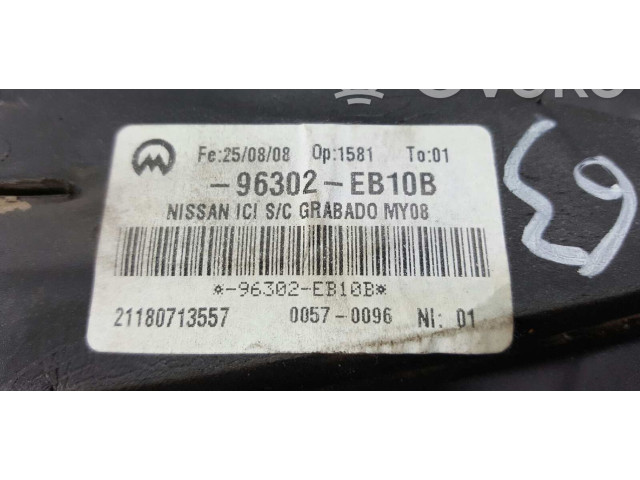 Fe:25/08/08 Op:1581 To:01
-96302-EB10B
NISSAN ICI S/C GRABADO MY08
*-96302-EB10B*
21180713557 0057-0096 NI: 01